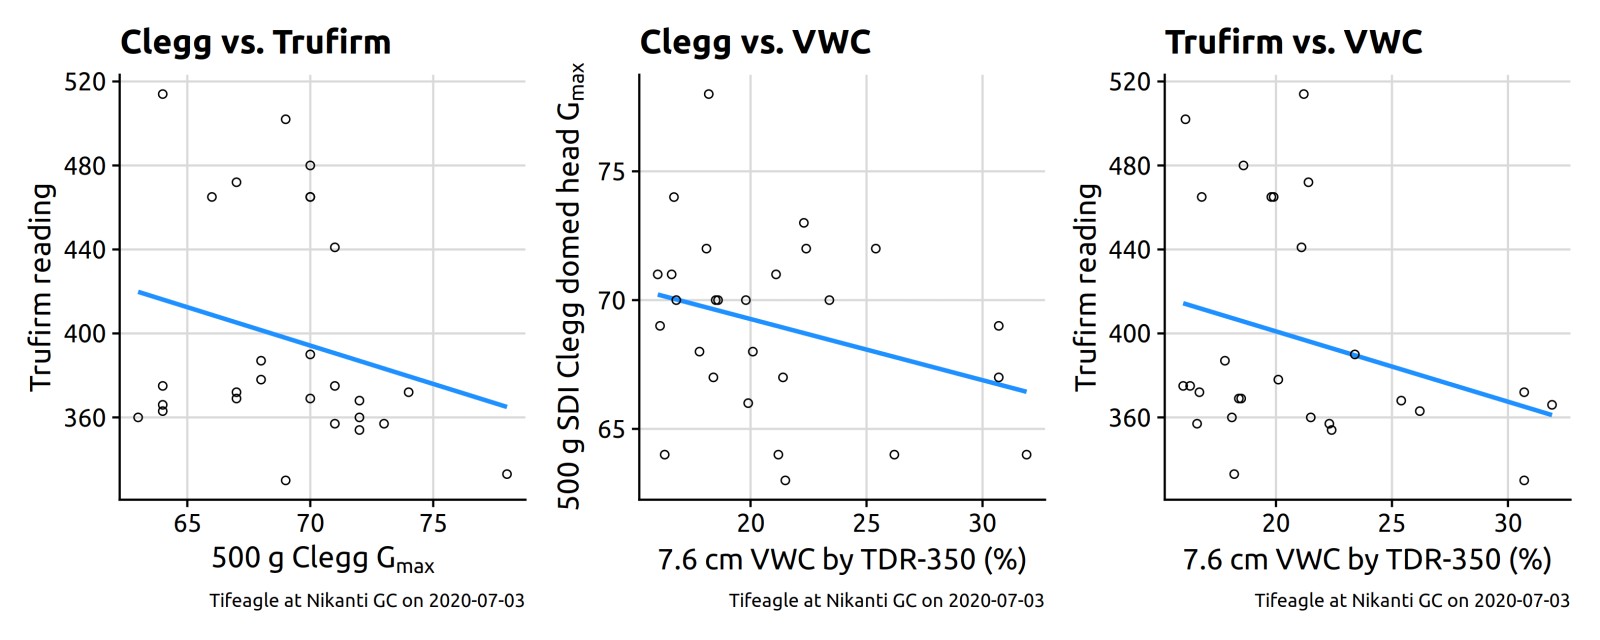 Clegg vs. Trufirm
Trufirm reading
520
480
440
400
360
65 70 75
500 g Clegg Gmax
Tifeagle at Nikanti GC on 2020-07-03
Clegg vs. VWC
500 g SDI Clegg domed head Gmax
75
70
65
20 25 30
7.6 cm VWC by TDR-350 (%)
Tifeagle at Nikanti GC on 2020-07-03
Trufirm vs. VWC
Trufirm reading
520
480
440
400
360
20 25 30
7.6 cm VWC by TDR-350 (%)
Tifeagle at Nikanti GC on 2020-07-03